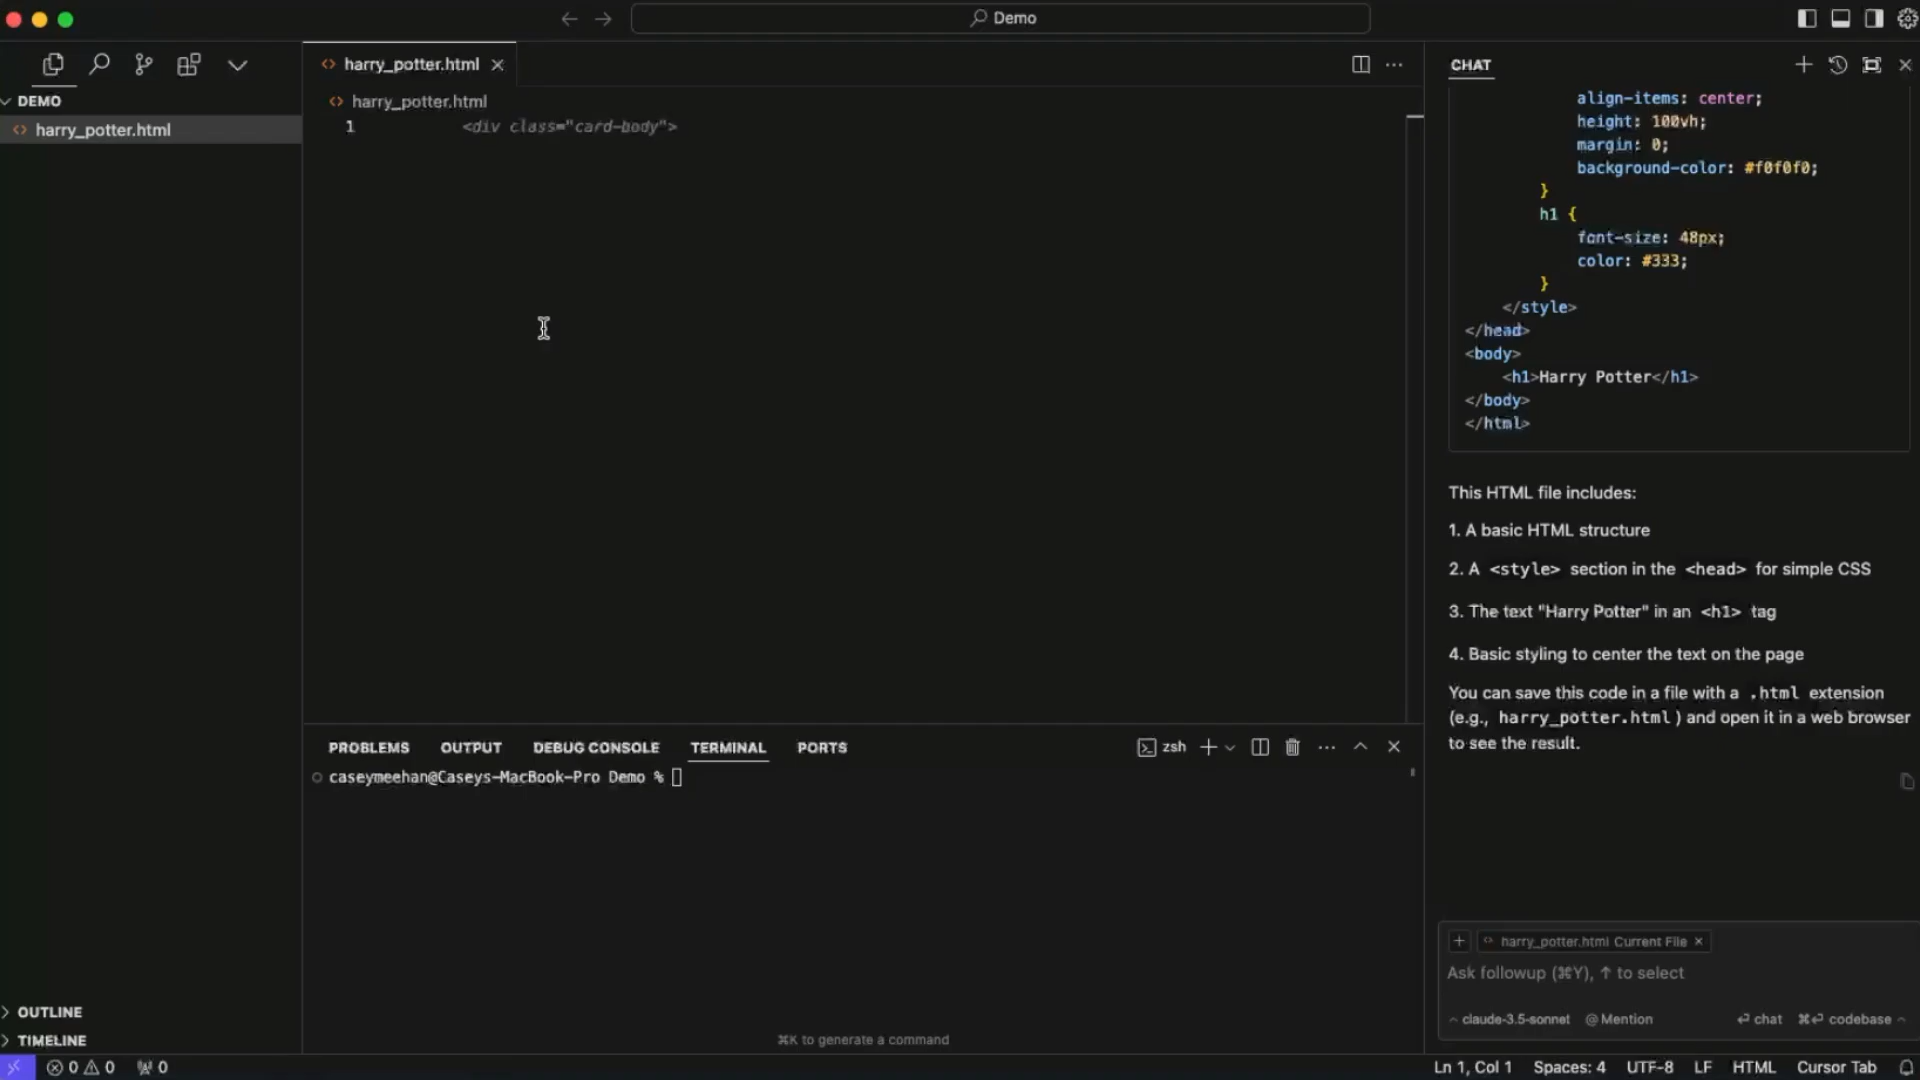 Demo
DEMO
harry_potter.html
harry_potter.html
harry_potter.html
1 <div class="card-body">
CHAT
align-items: center;
height: 100vh;
margin: 0;
background-color: #f0f0f0;
}
h1 {
font-size: 48px;
color: #333;
}
</style>
</head>
<body>
<h1>Harry Potter</h1>
</body>
</html>
This HTML file includes:
1. A basic HTML structure
2. A <style> section in the <head> for simple CSS
3. The text "Harry Potter" in an <h1> tag
4. Basic styling to center the text on the page
You can save this code in a file with a .html extension
(e.g., harry_potter.html ) and open it in a web browser
to see the result.
PROBLEMS OUTPUT DEBUG CONSOLE TERMINAL PORTS
zsh
caseymeehan@Caseys-MacBook-Pro Demo %
⌘K to generate a command
harry_potter.html Current File
Ask followup (⌘Y), ↑ to select
claude-3.5-sonnet @ Mention ⏎ chat ⌘⏎ codebase
OUTLINE
TIMELINE
0 0 0
Ln 1, Col 1 Spaces: 4 UTF-8 LF HTML Cursor Tab